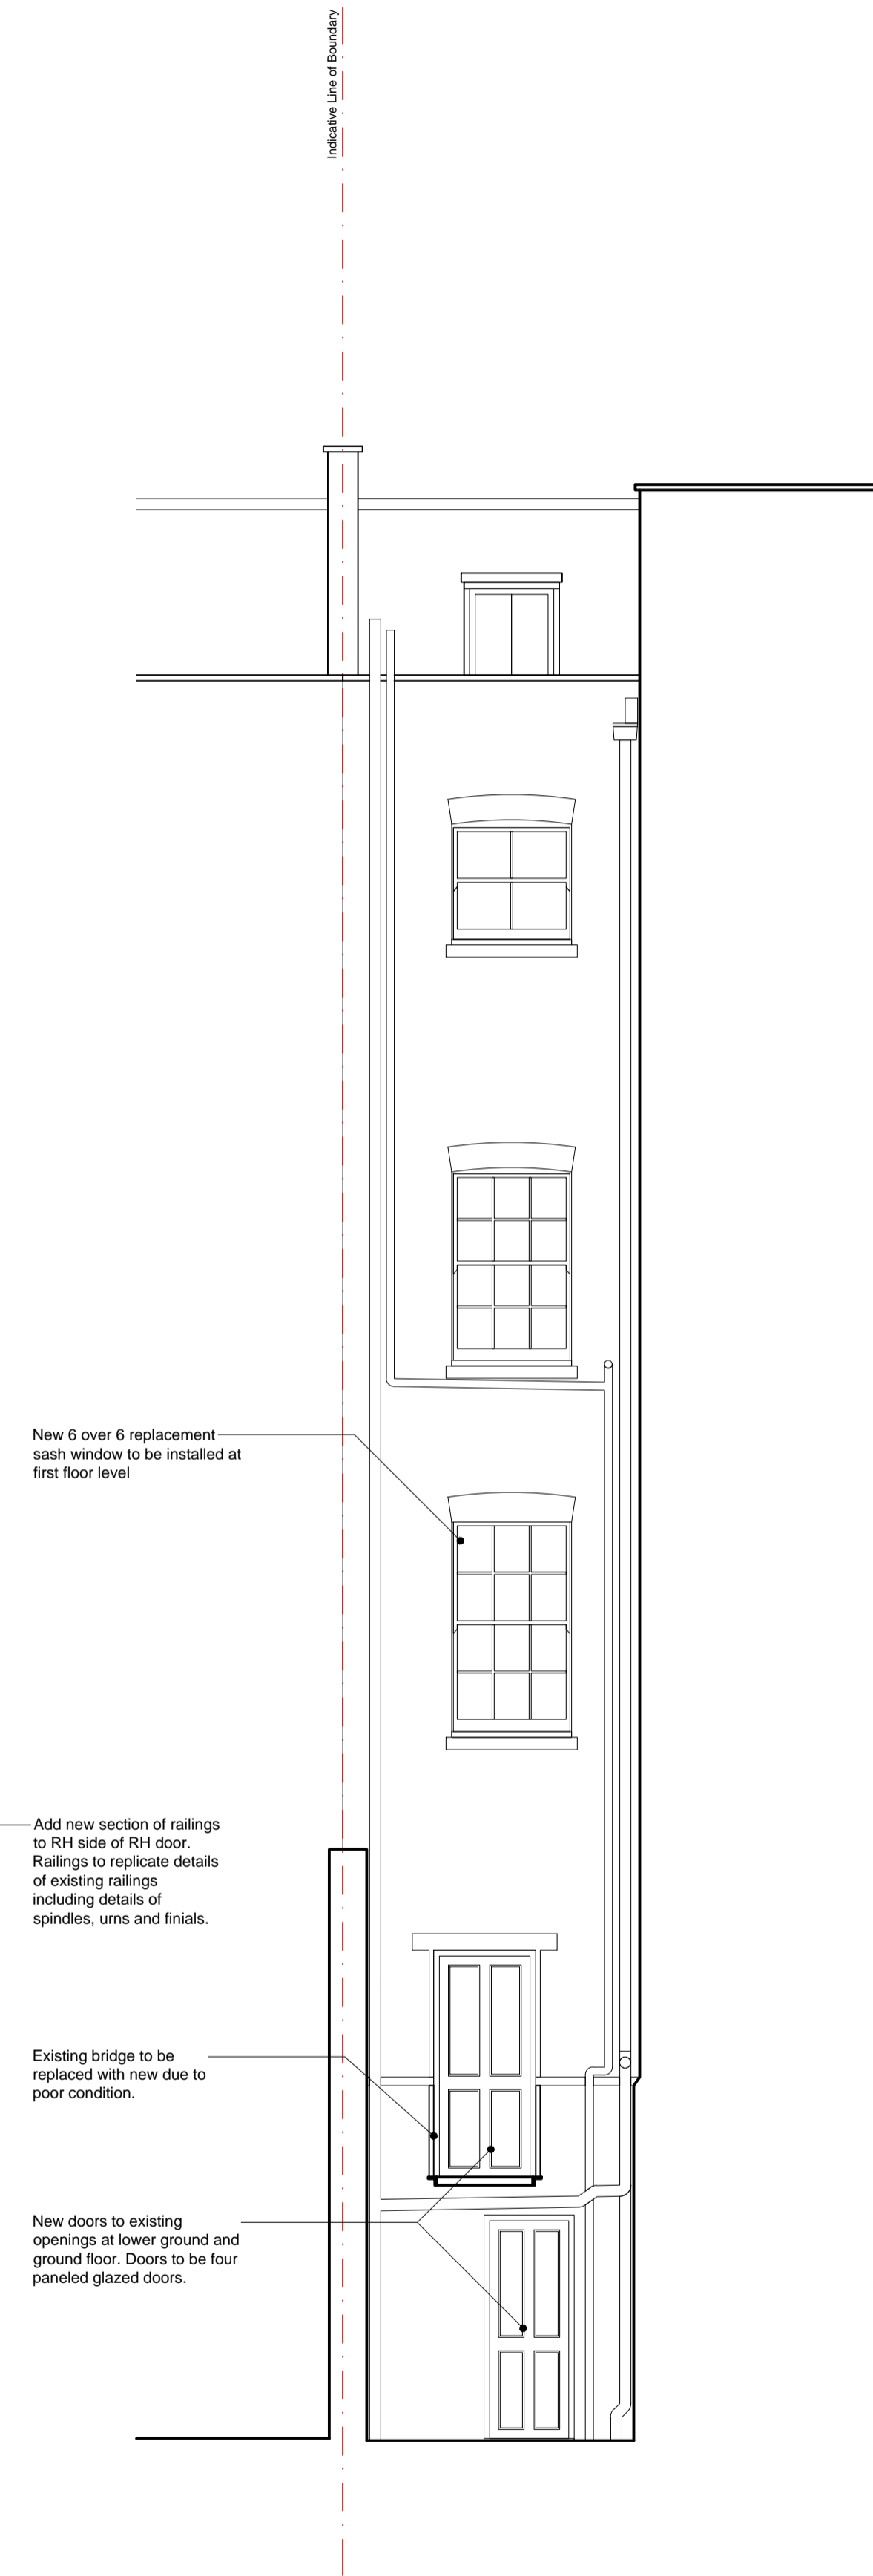 Indicative Line of Boundary
New 6 over 6 replacement
sash window to be installed at
first floor level
Add new section of railings
to RH side of RH door.
Railings to replicate details
of existing railings
including details of
spindles, urns and finials.
Existing bridge to be
replaced with new due to
poor condition.
New doors to existing
openings at lower ground and
ground floor. Doors to be four
paneled glazed doors.